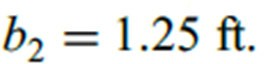 b₂ = 1.25 ft.